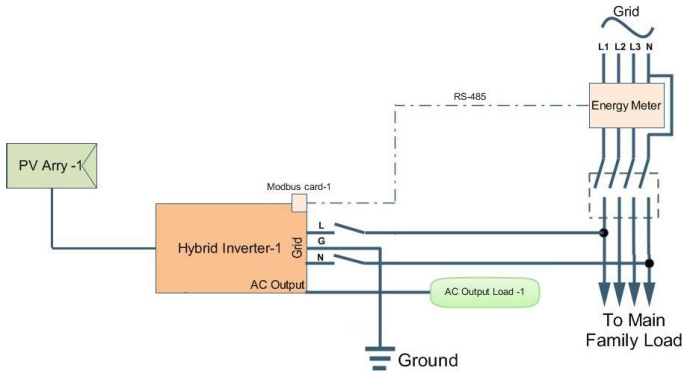 Grid
L1 L2 L3 N
RS-485
Energy Meter
PV Arry -1
Modbus card-1
L
G
N
Grid
Hybrid Inverter-1
AC Output
AC Output Load -1
To Main
Family Load
Ground